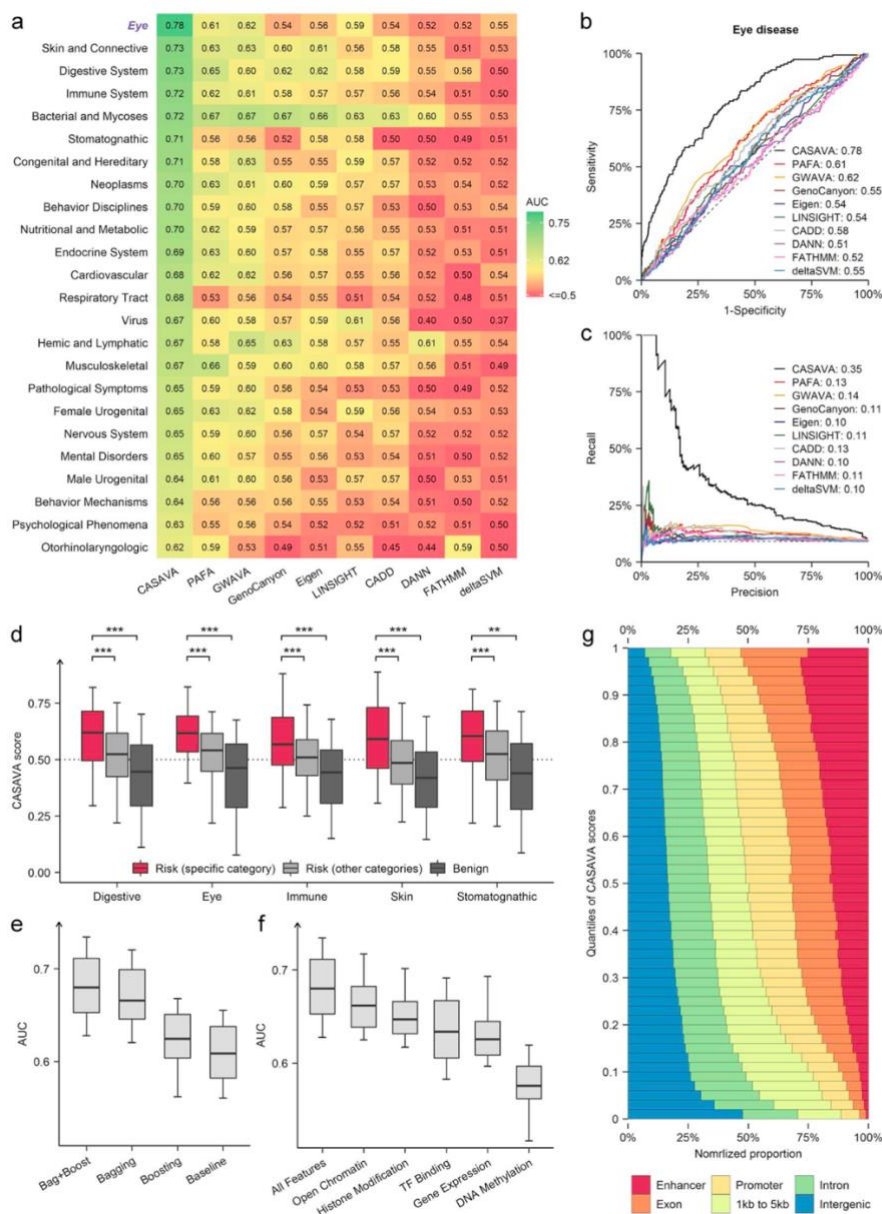 a
Eye 0.78 0.61 0.62 0.54 0.56 0.59 0.54 0.52 0.52 0.55
Skin and Connective 0.73 0.63 0.63 0.60 0.61 0.56 0.58 0.55 0.51 0.53
Digestive System 0.73 0.65 0.60 0.62 0.62 0.58 0.59 0.55 0.56 0.50
Immune System 0.72 0.62 0.61 0.58 0.59 0.57 0.58 0.54 0.51 0.50
Bacterial and Mycoses 0.72 0.67 0.67 0.67 0.66 0.63 0.63 0.60 0.55 0.53
Stomatognathic 0.71 0.56 0.56 0.52 0.58 0.58 0.50 0.50 0.49 0.51
Congenital and Hereditary 0.71 0.58 0.63 0.55 0.55 0.59 0.57 0.52 0.52 0.52
Neoplasms 0.70 0.63 0.61 0.60 0.59 0.57 0.57 0.53 0.54 0.52
Behavior Disciplines 0.70 0.59 0.60 0.58 0.55 0.57 0.53 0.50 0.53 0.54
Nutritional and Metabolic 0.70 0.62 0.59 0.57 0.57 0.56 0.55 0.53 0.51 0.51
Endocrine System 0.69 0.63 0.60 0.57 0.58 0.55 0.57 0.52 0.53 0.51
Cardiovascular 0.68 0.62 0.62 0.56 0.57 0.55 0.56 0.52 0.50 0.54
Respiratory Tract 0.68 0.53 0.56 0.54 0.55 0.51 0.54 0.52 0.48 0.51
Virus 0.67 0.60 0.58 0.57 0.59 0.61 0.67 0.40 0.50 0.37
Hemic and Lymphatic 0.67 0.58 0.65 0.63 0.58 0.57 0.55 0.61 0.55 0.54
Musculoskeletal 0.67 0.66 0.59 0.60 0.60 0.58 0.57 0.56 0.51 0.49
Pathological Symptoms 0.65 0.59 0.60 0.56 0.54 0.53 0.53 0.50 0.49 0.52
Female Urogenital 0.65 0.63 0.62 0.58 0.54 0.59 0.56 0.54 0.53 0.53
Nervous System 0.65 0.59 0.60 0.56 0.57 0.54 0.57 0.52 0.52 0.52
Mental Disorders 0.65 0.60 0.57 0.55 0.56 0.53 0.54 0.51 0.50 0.52
Male Urogenital 0.64 0.61 0.60 0.56 0.53 0.56 0.57 0.50 0.52 0.51
Behavior Mechanisms 0.64 0.56 0.56 0.56 0.55 0.53 0.54 0.51 0.50 0.52
Psychological Phenomena 0.63 0.55 0.56 0.54 0.52 0.52 0.51 0.52 0.51 0.50
Otorhinolaryngologic 0.62 0.59 0.53 0.49 0.51 0.55 0.45 0.44 0.59 0.50
CASAVA PAFA GWAVA GenoCanyon Eigen LINSIGHT CADD DANN FATHMM deltaSVM
AUC
0.75
0.62
<=0.5
b
Eye disease
100%
75%
50%
25%
0%
Sensitivity
CASAVA: 0.78
PAFA: 0.61
GWAVA: 0.62
GenoCanyon: 0.55
Eigen: 0.54
LINSIGHT: 0.54
CADD: 0.58
DANN: 0.51
FATHMM: 0.52
deltaSVM: 0.55
0% 25% 50% 75% 100%
1-Specificity
c
100%
75%
50%
25%
0%
Recall
CASAVA: 0.35
PAFA: 0.13
GWAVA: 0.14
GenoCanyon: 0.11
Eigen: 0.10
LINSIGHT: 0.11
CADD: 0.13
DANN: 0.10
FATHMM: 0.11
deltaSVM: 0.10
0% 25% 50% 75% 100%
Precision
d
*** *** *** *** **
*** *** *** *** ***
0.75
0.50
0.25
0.00
CASAVA score
Risk (specific category) Risk (other categories) Benign
Digestive Eye Immune Skin Stomatognathic
e
0.7
0.6
AUC
Bag+Boost Bagging Boosting Baseline
f
0.7
0.6
AUC
All Features Open Chromatin Histone Modification TF Binding Gene Expression DNA Methylation
g
0% 25% 50% 75% 100%
1
0.9
0.8
0.7
0.6
0.5
0.4
0.3
0.2
0.1
0
Quantiles of CASAVA scores
0% 25% 50% 75% 100%
Nomrlized proportion
Enhancer Promoter Intron
Exon 1kb to 5kb Intergenic